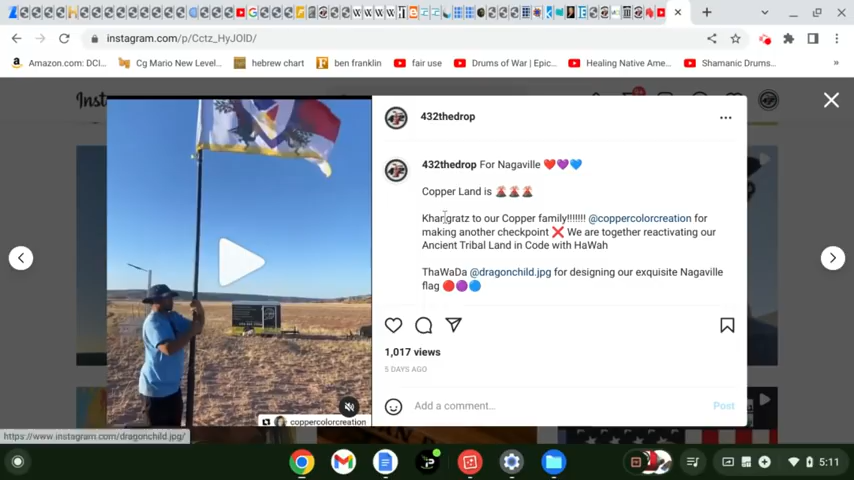 instagram.com/p/Cctz_HyJOID/
Amazon.com: DCI...
Cg Mario New Level...
hebrew chart
ben franklin
fair use
Drums of War | Epic...
Healing Native Ame...
Shamanic Drums...
»
432thedrop
432thedrop For Nagaville ❤️💜💙
Copper Land is 🌋🌋🌋
Khangratz to our Copper family!!!!!!! @coppercolorcreation for
making another checkpoint ❌ We are together reactivating our
Ancient Tribal Land in Code with HaWah
ThaWaDa @dragonchild.jpg for designing our exquisite Nagaville
flag 🔴🟣🔵
1,017 views
5 DAYS AGO
Add a comment...
Post
coppercolorcreation
https://www.instagram.com/dragonchild.jpg/
5:11